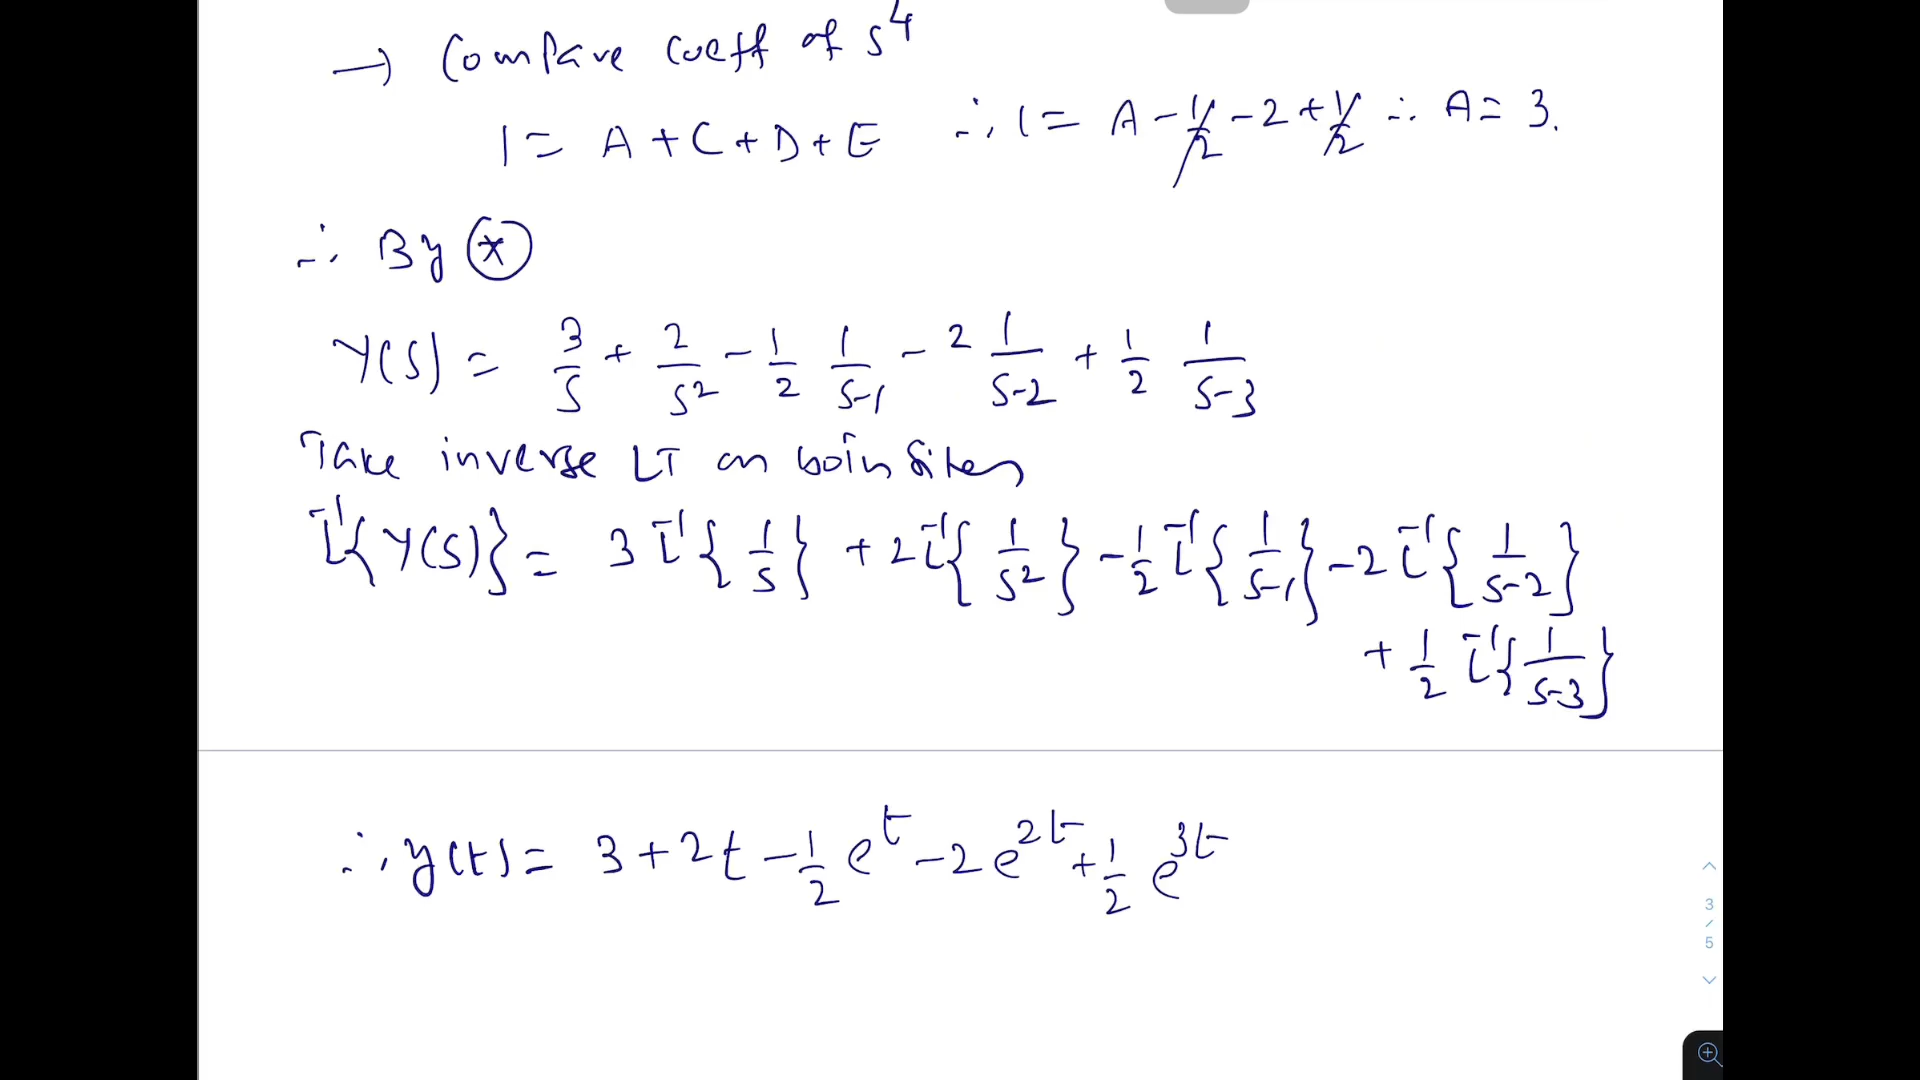 → Compare coeff of s⁴
1 = A + C + D + E ∴ 1 = A - 1/2 - 2 + 1/2 ∴ A = 3.
∴ By ⊛
Y(s) = 3/s + 2/s² - 1/2 1/(s-1) - 2 1/(s-2) + 1/2 1/(s-3)
Take inverse LT on both sides
L⁻¹{Y(s)} = 3 L⁻¹{1/s} + 2 L⁻¹{1/s²} - 1/2 L⁻¹{1/(s-1)} - 2 L⁻¹{1/(s-2)}
+ 1/2 L⁻¹{1/(s-3)}
∴ y(t) = 3 + 2t - 1/2 e^t - 2 e^2t + 1/2 e^3t
3
/
5